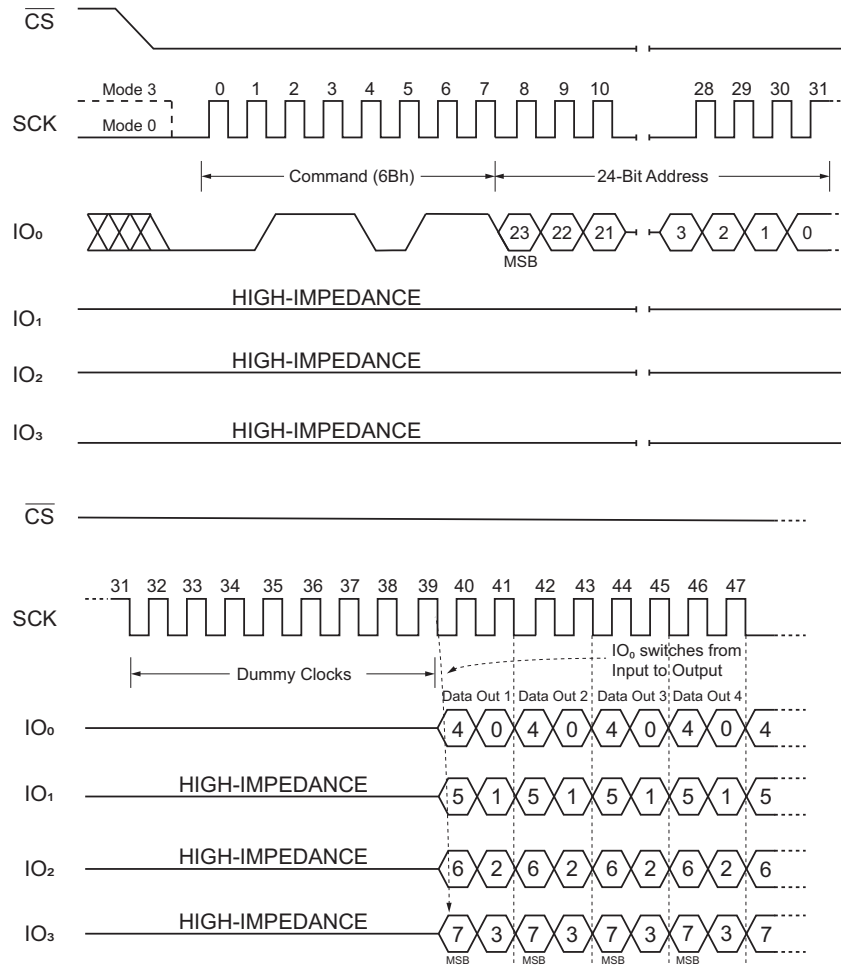 CS
Mode 3 0 1 2 3 4 5 6 7 8 9 10 28 29 30 31
SCK
Mode 0
Command (6Bh) 24-Bit Address
IO₀ 23 22 21 3 2 1 0
MSB
HIGH-IMPEDANCE
IO₁
HIGH-IMPEDANCE
IO₂
HIGH-IMPEDANCE
IO₃
CS
31 32 33 34 35 36 37 38 39 40 41 42 43 44 45 46 47
SCK
IO₀ switches from
Input to Output
Dummy Clocks
Data Out 1 Data Out 2 Data Out 3 Data Out 4
IO₀ 4 0 4 0 4 0 4 0 4
IO₁ HIGH-IMPEDANCE 5 1 5 1 5 1 5 1 5
IO₂ HIGH-IMPEDANCE 6 2 6 2 6 2 6 2 6
IO₃ HIGH-IMPEDANCE 7 3 7 3 7 3 7 3 7
MSB MSB MSB MSB